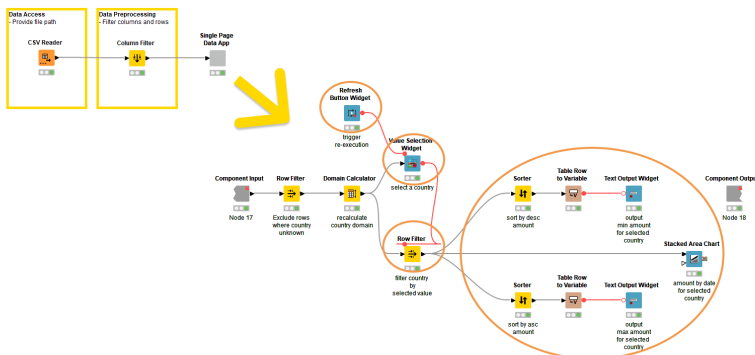 Data Access
- Provide file path
Data Preprocessing
- Filter columns and rows
CSV Reader
Column Filter
Single Page
Data App
Refresh
Button Widget
trigger
re-execution
Value Selection
Widget
select a country
Component Input
Node 17
Row Filter
Exclude rows
where country
unknown
Domain Calculator
recalculate
country domain
Row Filter
filter country
by
selected value
Sorter
sort by desc
amount
Table Row
to Variable
Text Output Widget
output
min amount
for selected
country
Stacked Area Chart
amount by date
for selected
country
Sorter
sort by asc
amount
Table Row
to Variable
Text Output Widget
output
max amount
for selected
country
Component Outpu
Node 18